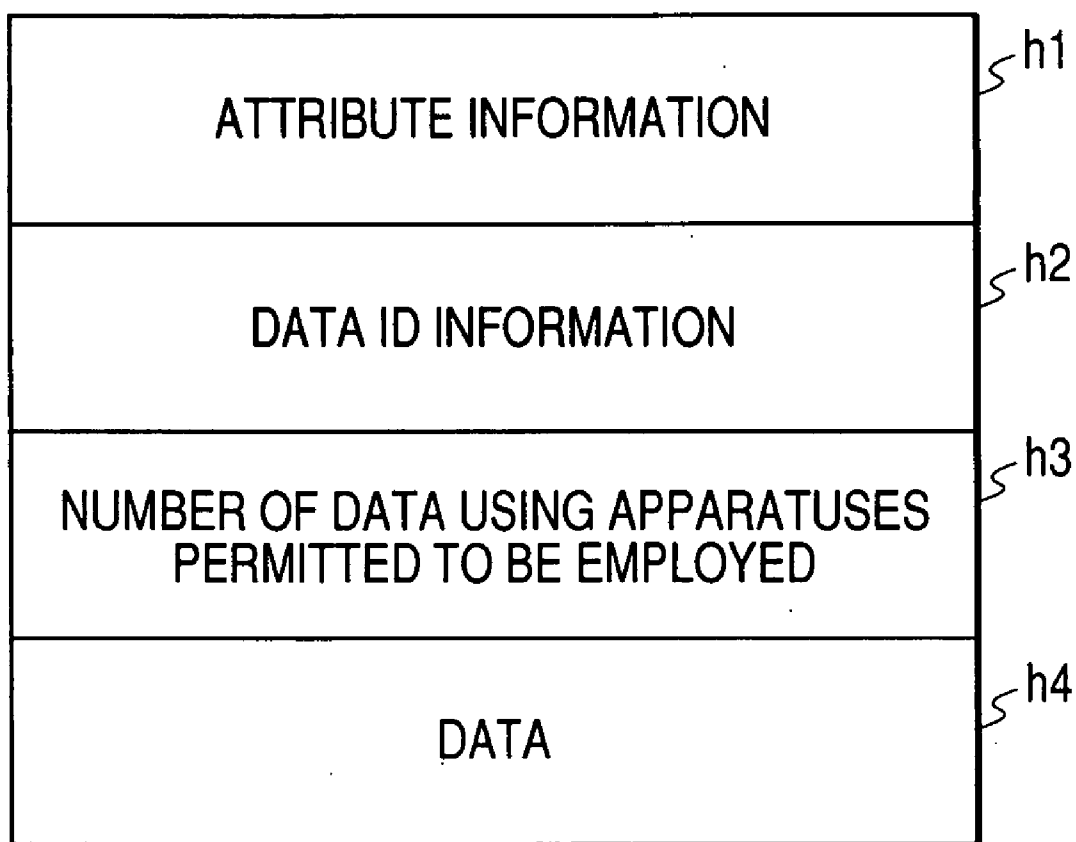 h1
ATTRIBUTE INFORMATION
h2
DATA ID INFORMATION
h3
NUMBER OF DATA USING APPARATUSES
PERMITTED TO BE EMPLOYED
h4
DATA